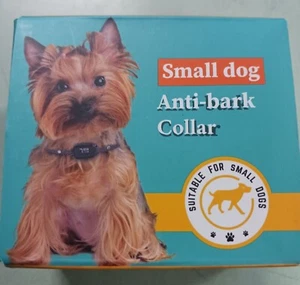 Small dog
Anti-bark
Collar
SUITABLE FOR SMALL DOGS